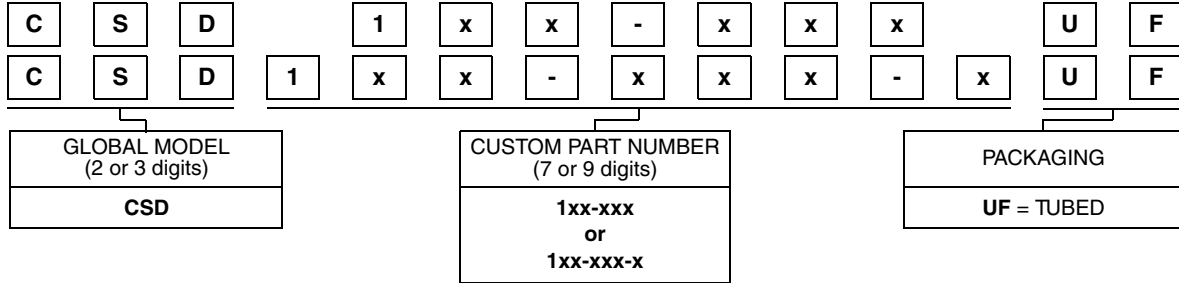 C S D 1 x x - x x x U F
C S D 1 x x - x x x - x U F
GLOBAL MODEL
(2 or 3 digits)
CSD
CUSTOM PART NUMBER
(7 or 9 digits)
1xx-xxx
or
1xx-xxx-x
PACKAGING
UF = TUBED